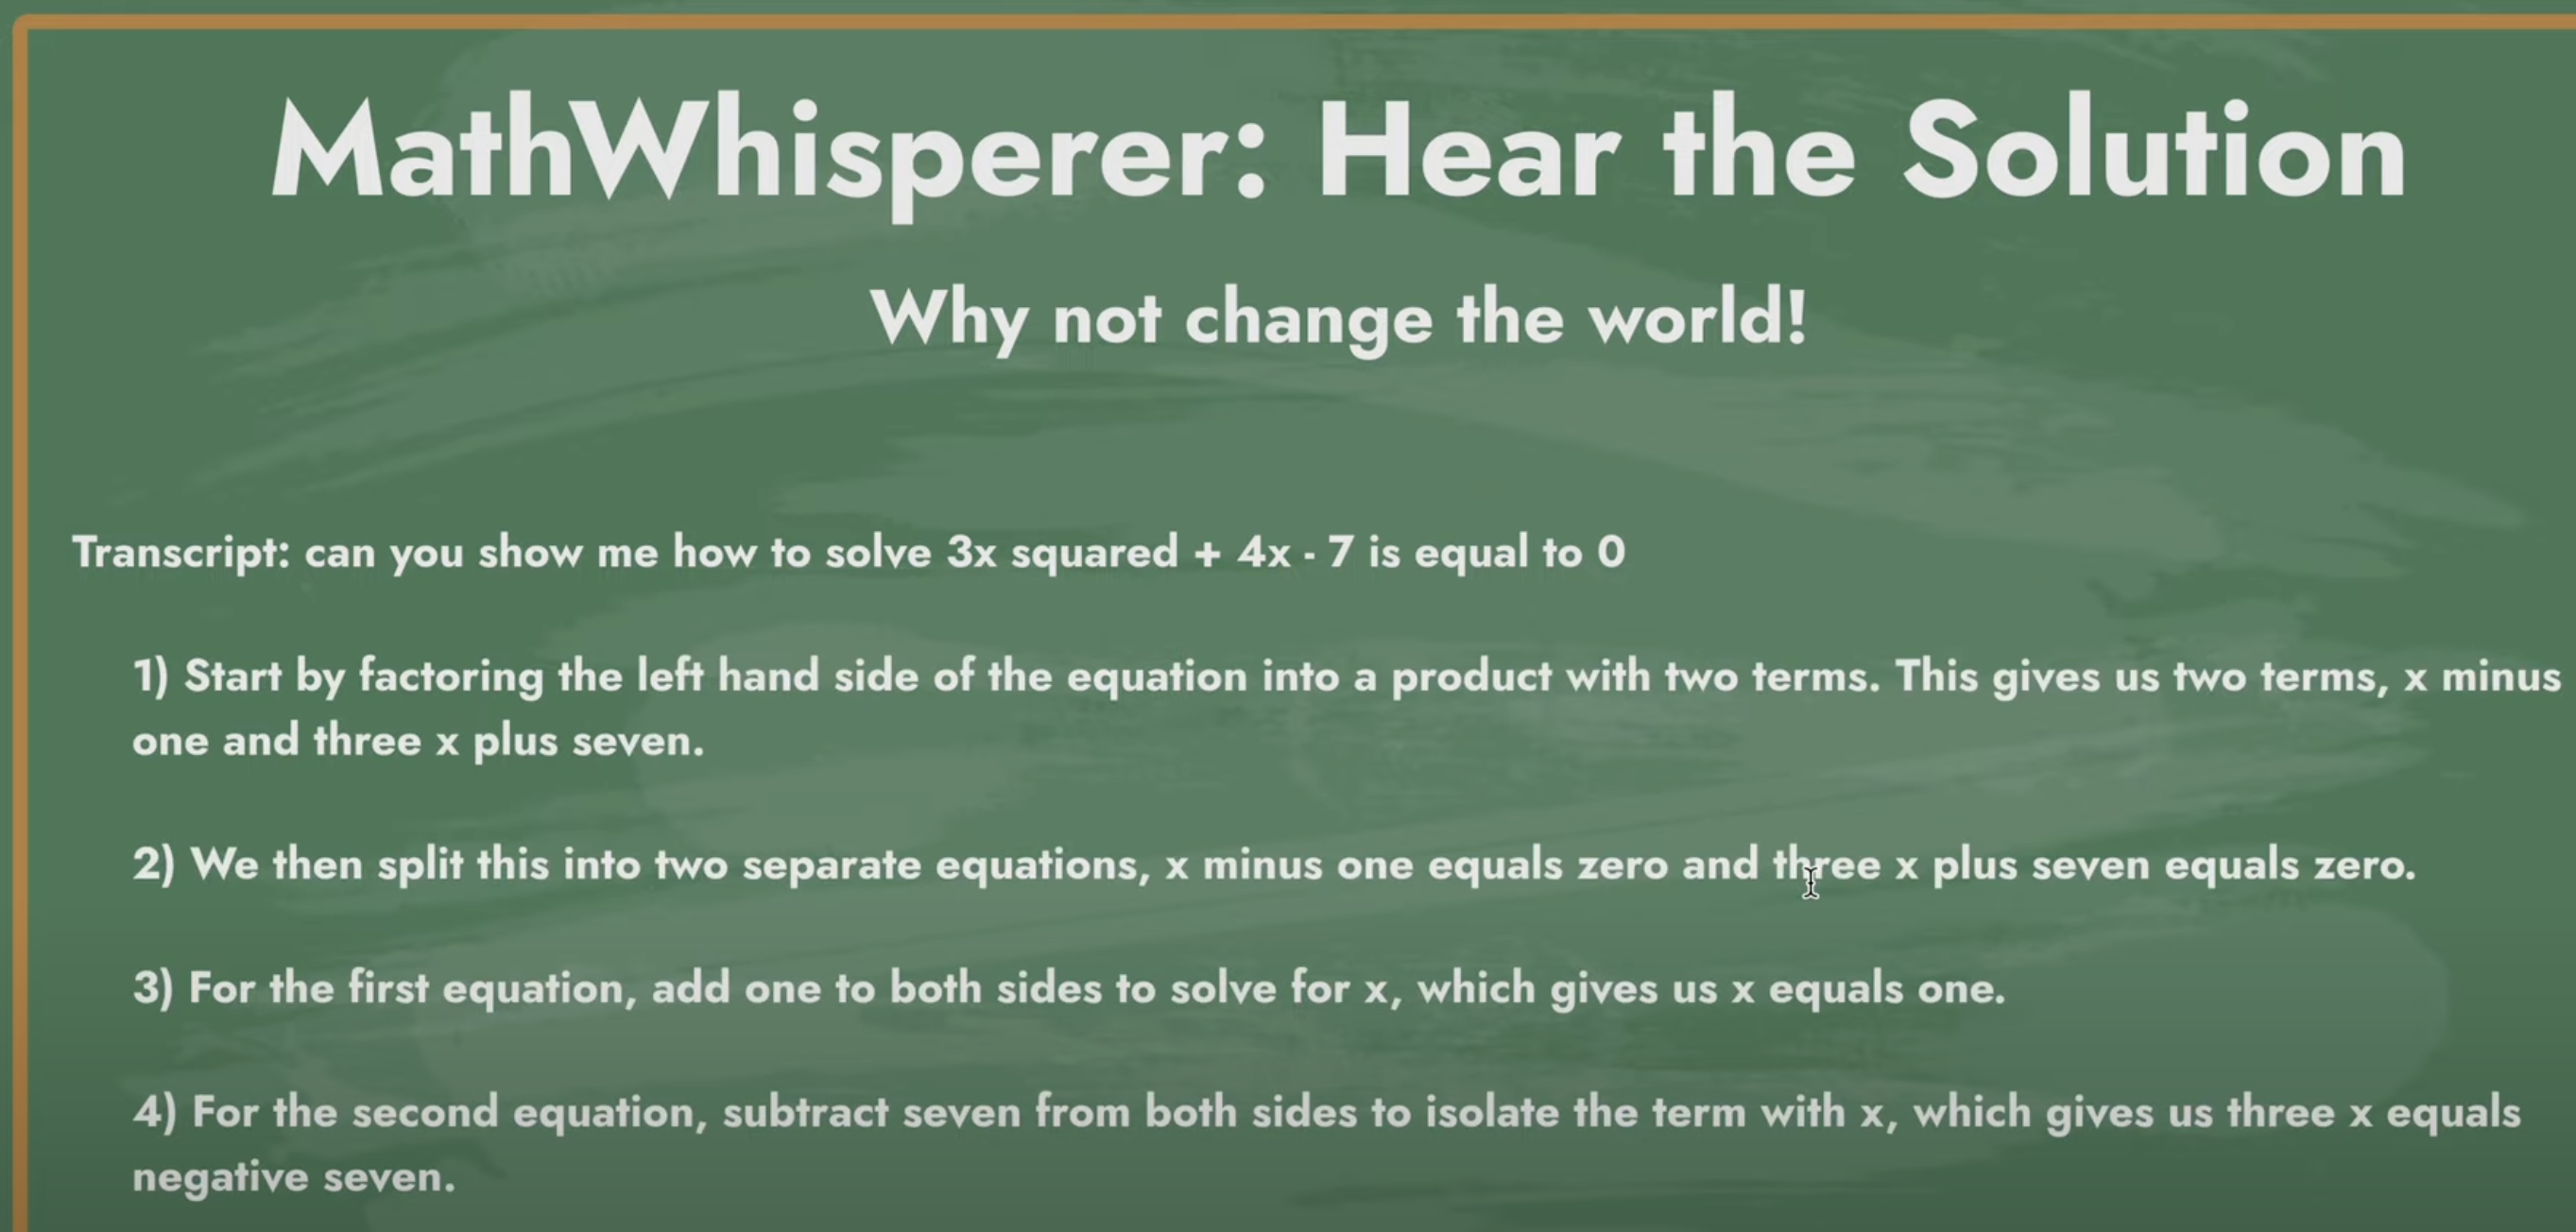 MathWhisperer: Hear the Solution
Why not change the world!
Transcript: can you show me how to solve 3x squared + 4x - 7 is equal to 0
1) Start by factoring the left hand side of the equation into a product with two terms. This gives us two terms, x minus
one and three x plus seven.
2) We then split this into two separate equations, x minus one equals zero and three x plus seven equals zero.
3) For the first equation, add one to both sides to solve for x, which gives us x equals one.
4) For the second equation, subtract seven from both sides to isolate the term with x, which gives us three x equals
negative seven.